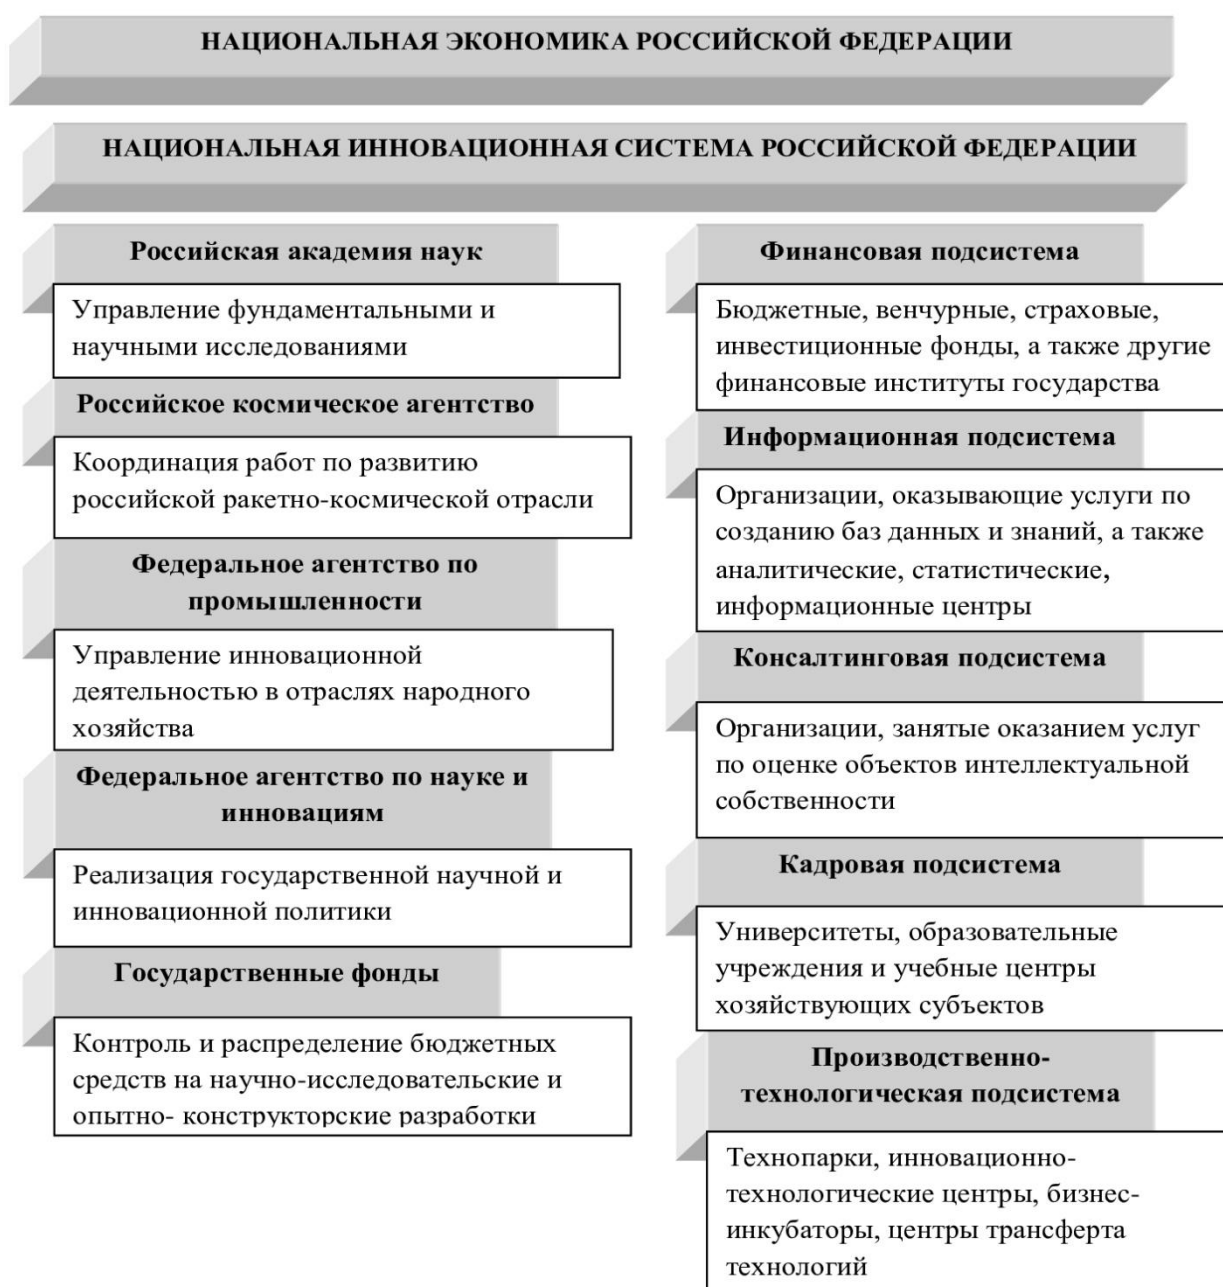 НАЦИОНАЛЬНАЯ ЭКОНОМИКА РОССИЙСКОЙ ФЕДЕРАЦИИ
НАЦИОНАЛЬНАЯ ИННОВАЦИОННАЯ СИСТЕМА РОССИЙСКОЙ ФЕДЕРАЦИИ
Российская академия наук
Управление фундаментальными и
научными исследованиями
Российское космическое агентство
Координация работ по развитию
российской ракетно-космической отрасли
Федеральное агентство по
промышленности
Управление инновационной
деятельностью в отраслях народного
хозяйства
Федеральное агентство по науке и
инновациям
Реализация государственной научной и
инновационной политики
Государственные фонды
Контроль и распределение бюджетных
средств на научно-исследовательские и
опытно- конструкторские разработки
Финансовая подсистема
Бюджетные, венчурные, страховые,
инвестиционные фонды, а также другие
финансовые институты государства
Информационная подсистема
Организации, оказывающие услуги по
созданию баз данных и знаний, а также
аналитические, статистические,
информационные центры
Консалтинговая подсистема
Организации, занятые оказанием услуг
по оценке объектов интеллектуальной
собственности
Кадровая подсистема
Университеты, образовательные
учреждения и учебные центры
хозяйствующих субъектов
Производственно-
технологическая подсистема
Технопарки, инновационно-
технологические центры, бизнес-
инкубаторы, центры трансферта
технологий